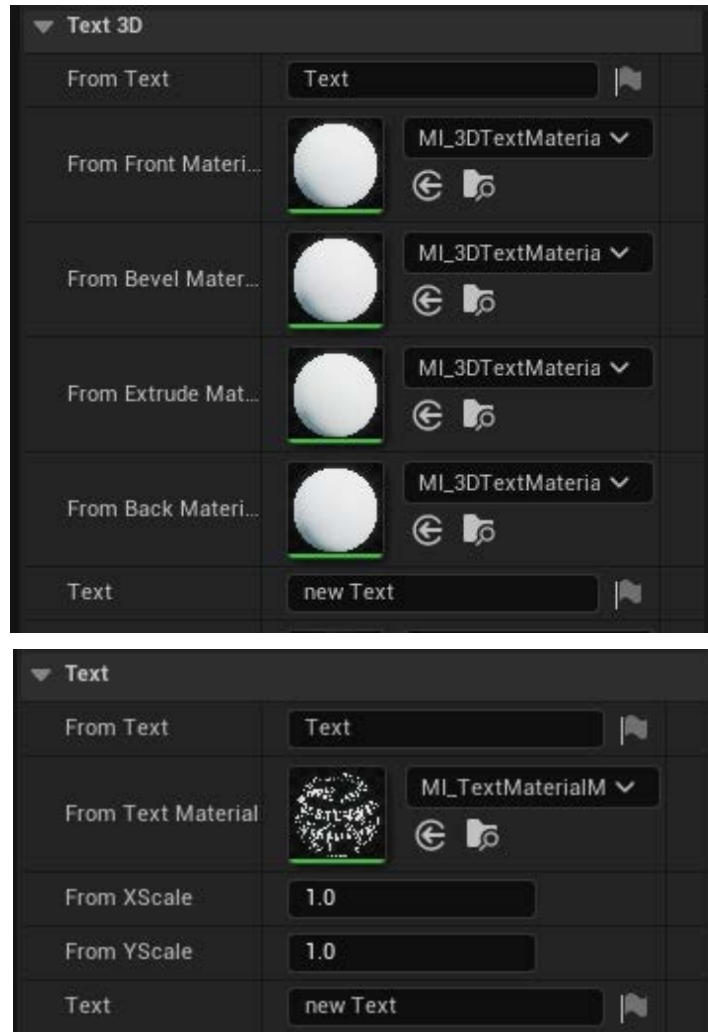 Text 3D
From Text
Text
From Front Materi...
MI_3DTextMateria
From Bevel Mater...
MI_3DTextMateria
From Extrude Mat...
MI_3DTextMateria
From Back Materi...
MI_3DTextMateria
Text
new Text
Text
From Text
Text
From Text Material
MI_TextMaterialM
From XScale
1.0
From YScale
1.0
Text
new Text